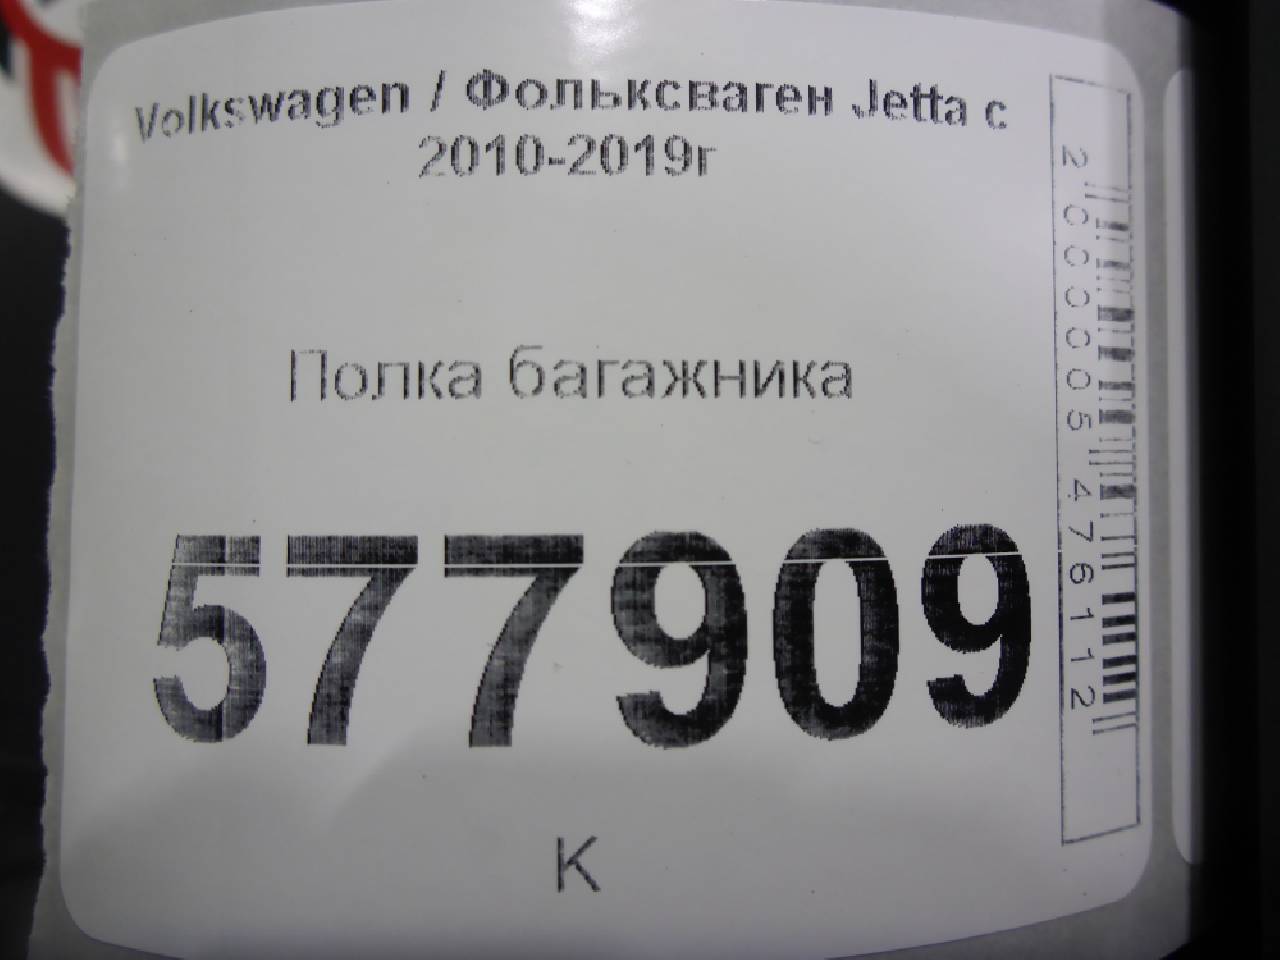 Volkswagen / Фольксваген Jetta с
2010-2019г
Полка багажника
577909
К
2000005476112